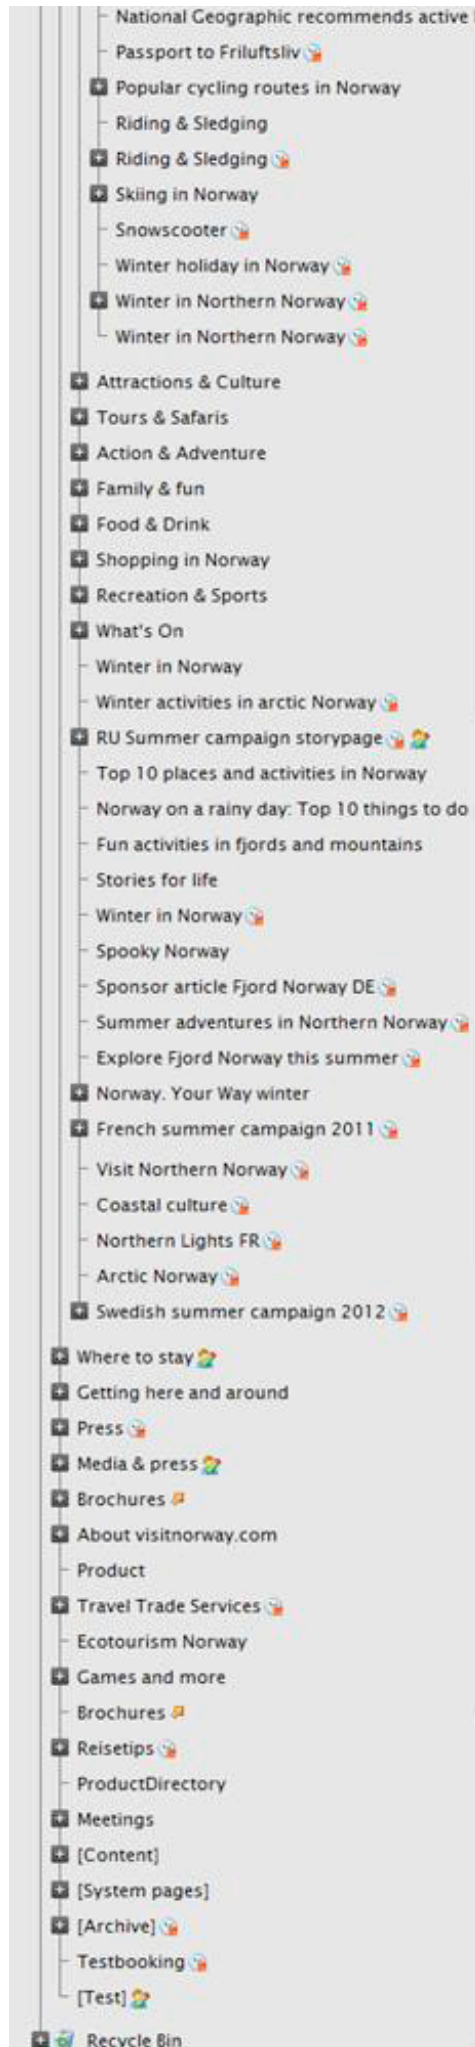 National Geographic recommends active
Passport to Friluftsliv
Popular cycling routes in Norway
Riding & Sledging
Riding & Sledging
Skiing in Norway
Snowscooter
Winter holiday in Norway
Winter in Northern Norway
Winter in Northern Norway
Attractions & Culture
Tours & Safaris
Action & Adventure
Family & fun
Food & Drink
Shopping in Norway
Recreation & Sports
What's On
Winter in Norway
Winter activities in arctic Norway
RU Summer campaign storypage
Top 10 places and activities in Norway
Norway on a rainy day: Top 10 things to do
Fun activities in fjords and mountains
Stories for life
Winter in Norway
Spooky Norway
Sponsor article Fjord Norway DE
Summer adventures in Northern Norway
Explore Fjord Norway this summer
Norway. Your Way winter
French summer campaign 2011
Visit Northern Norway
Coastal culture
Northern Lights FR
Arctic Norway
Swedish summer campaign 2012
Where to stay
Getting here and around
Press
Media & press
Brochures
About visitnorway.com
Product
Travel Trade Services
Ecotourism Norway
Games and more
Brochures
Reisetips
ProductDirectory
Meetings
[Content]
[System pages]
[Archive]
Testbooking
[Test]
Recycle Bin